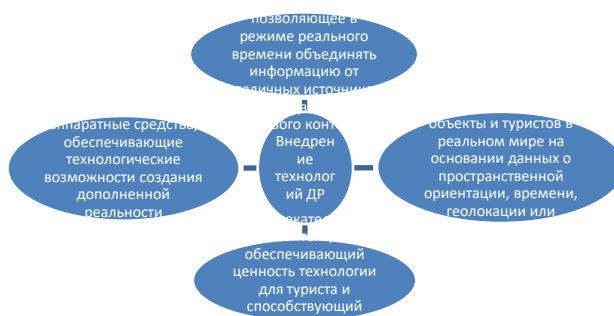 позволяющее в
режиме реального
времени объединять
информацию от
аппаратные средства,
обеспечивающие
технологические
возможности создания
дополненной
реальности
Внедрен
ие
технолог
ий ДР
объекты и туристов в
реальном мире на
основании данных о
пространственной
ориентации, времени,
геолокации или
обеспечивающий
ценность технологии
для туриста и
способствующий